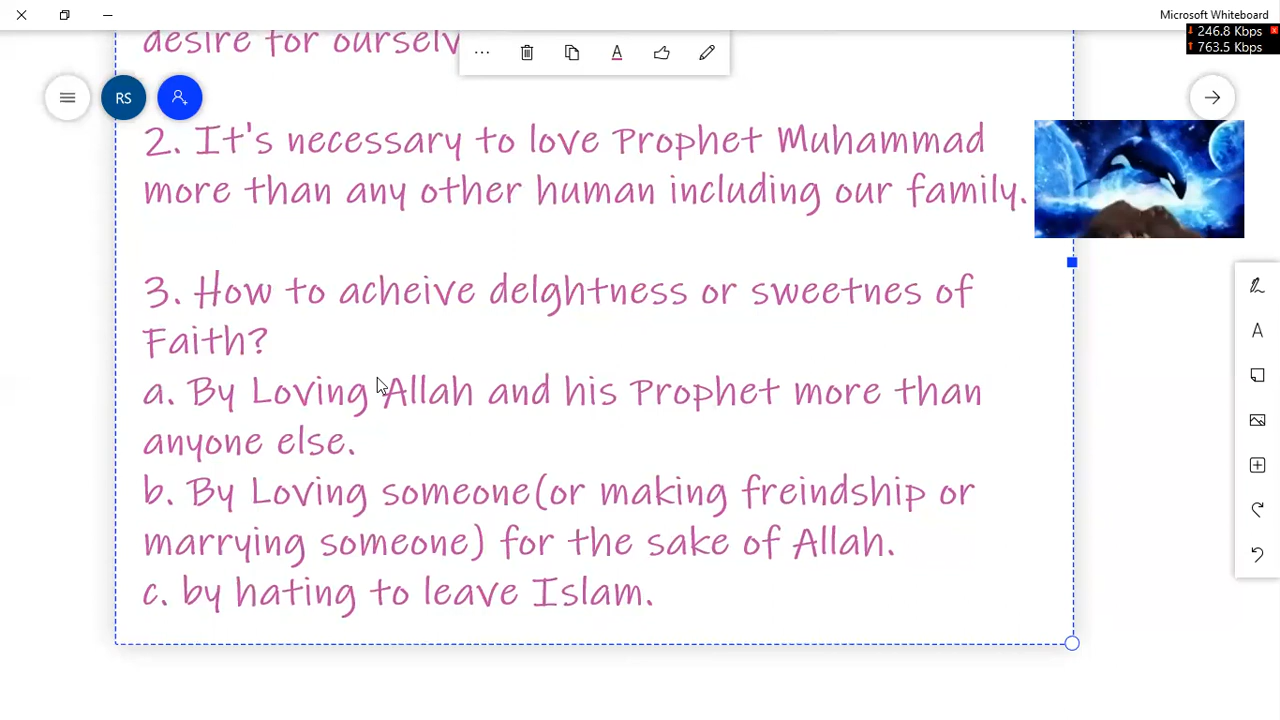 Microsoft Whiteboard
246.8 Kbps
763.5 Kbps
RS
2. It's necessary to love Prophet Muhammad
more than any other human including our family.
3. How to acheive delghtness or sweetnes of
Faith?
a. By Loving Allah and his Prophet more than
anyone else.
b. By Loving someone(or making freindship or
marrying someone) for the sake of Allah.
c. by hating to leave Islam.